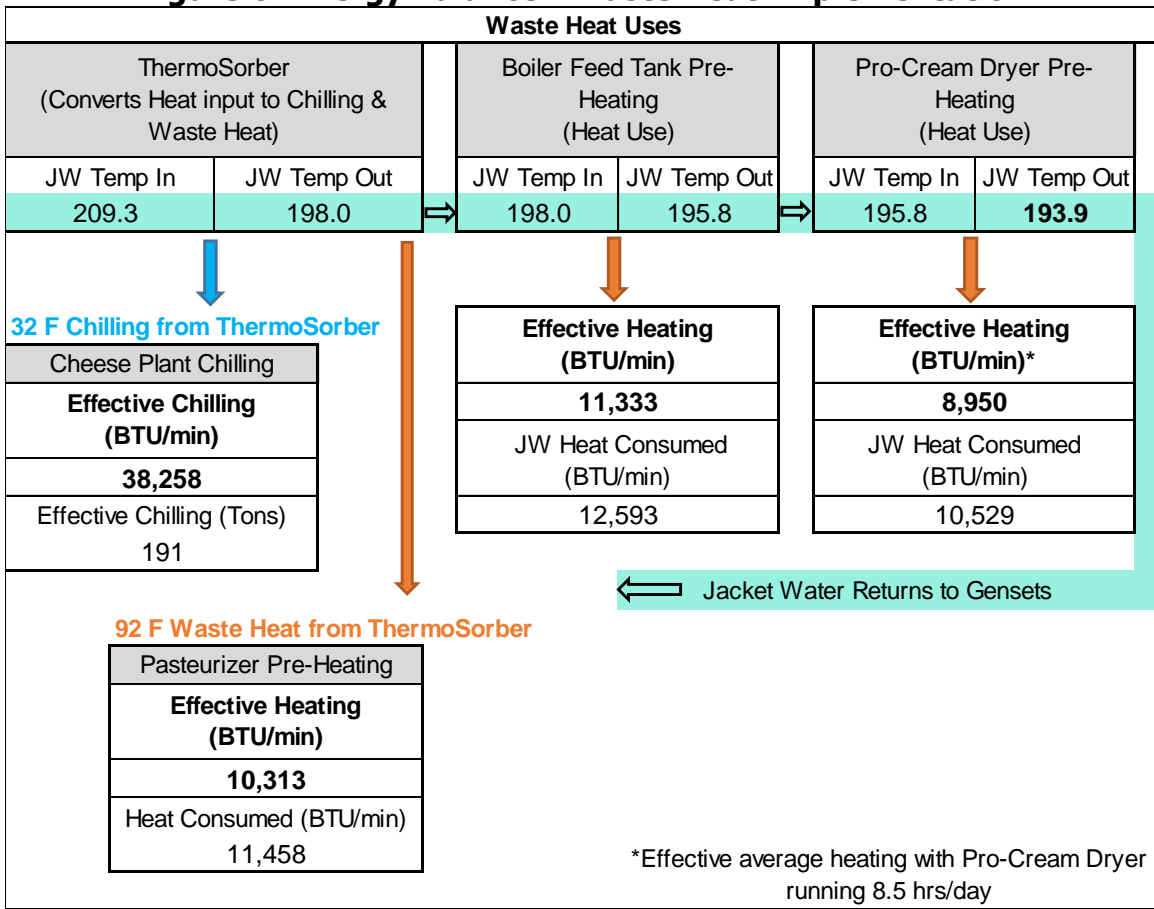 Waste Heat Uses
ThermoSorber
(Converts Heat input to Chilling &
Waste Heat)
JW Temp In
JW Temp Out
209.3
198.0
Boiler Feed Tank Pre-
Heating
(Heat Use)
JW Temp In
JW Temp Out
198.0
195.8
Pro-Cream Dryer Pre-
Heating
(Heat Use)
JW Temp In
JW Temp Out
195.8
193.9
32 F Chilling from ThermoSorber
Cheese Plant Chilling
Effective Chilling
(BTU/min)
38,258
Effective Chilling (Tons)
191
Effective Heating
(BTU/min)
11,333
JW Heat Consumed
(BTU/min)
12,593
Effective Heating
(BTU/min)*
8,950
JW Heat Consumed
(BTU/min)
10,529
Jacket Water Returns to Gensets
92 F Waste Heat from ThermoSorber
Pasteurizer Pre-Heating
Effective Heating
(BTU/min)
10,313
Heat Consumed (BTU/min)
11,458
*Effective average heating with Pro-Cream Dryer
running 8.5 hrs/day